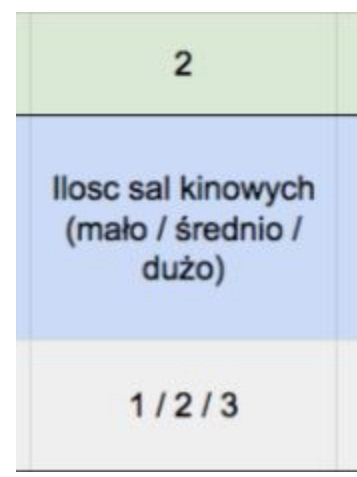 2
Ilosc sal kinowych
(mało / średnio /
dużo)
1 / 2 / 3